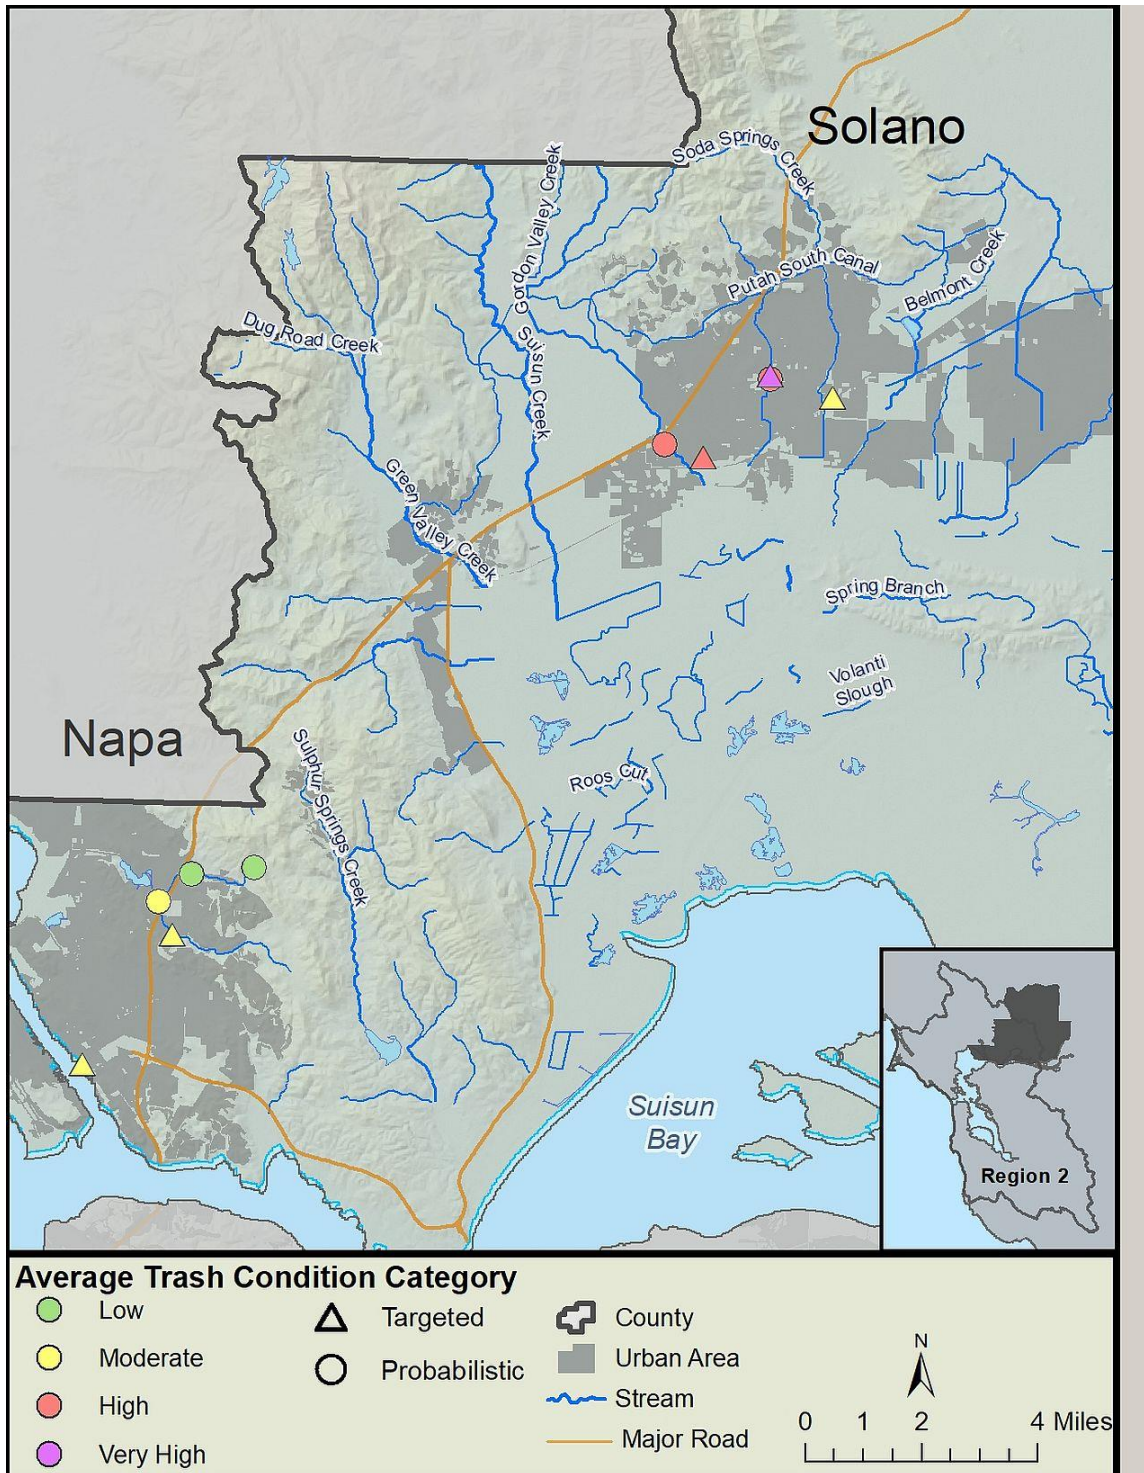 Solano
Soda Springs Creek
Gordon Valley Creek
Putah South Canal
Belmont Creek
Dug Road Creek
Suisun Creek
Green Valley Creek
Spring Branch
Volanti
Slough
Napa
Sulphur Springs Creek
Roos Cut
Suisun
Bay
Region 2
Average Trash Condition Category
Low
Moderate
High
Very High
Targeted
Probabilistic
County
Urban Area
Stream
Major Road
N
0 1 2 4 Miles